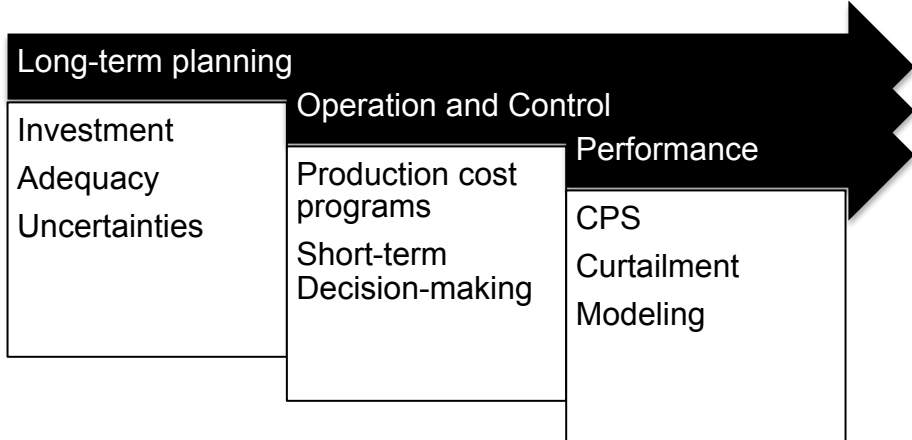 Long-term planning
Investment
Adequacy
Uncertainties
Operation and Control
Production cost
programs
Short-term
Decision-making
Performance
CPS
Curtailment
Modeling